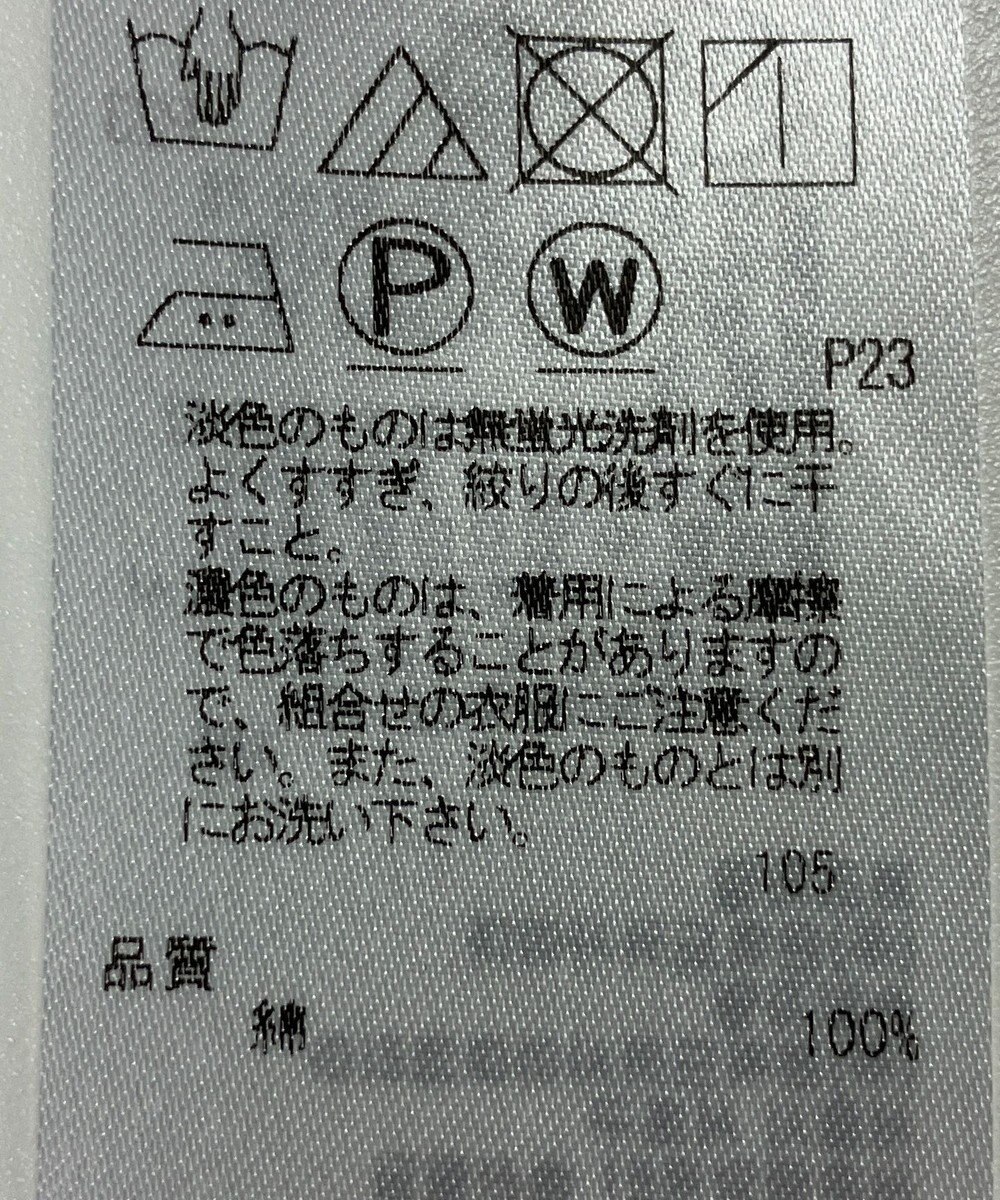 P
W
P23
淡色のものは無蛍光洗剤を使用。
よくすすぎ、絞りの後すぐに干
すこと。
濃色のものは、着用による摩擦
で色落ちすることがありますの
で、組合せの衣服にご注意くだ
さい。また、淡色のものとは別
にお洗い下さい。
105
品質
綿 100%